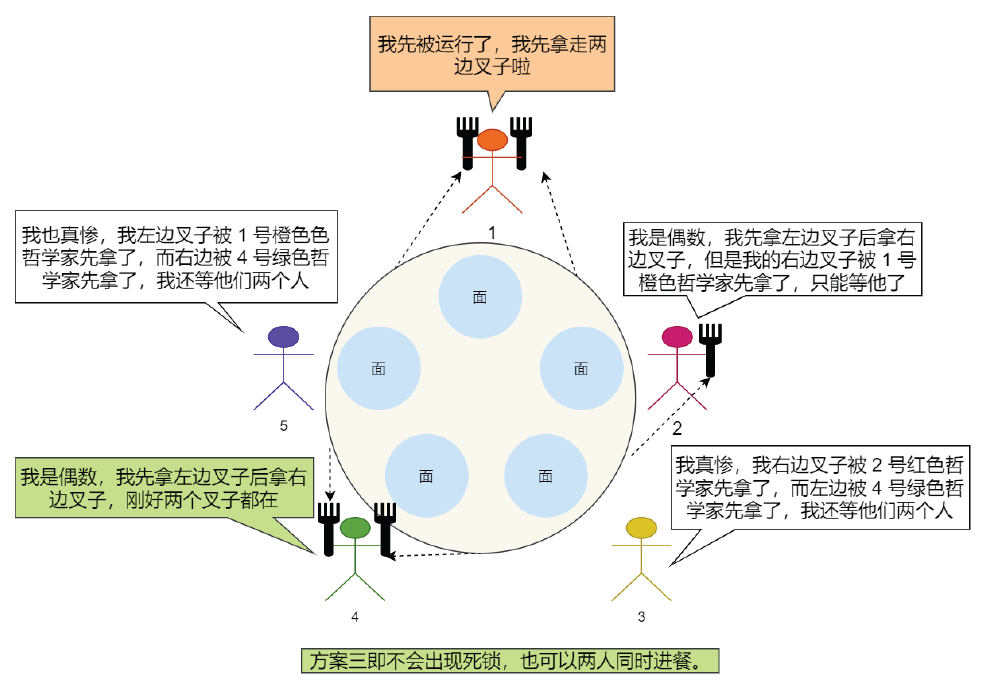 我先被运行了，我先拿走两
边叉子啦
1
我也真惨，我左边叉子被 1 号橙色色
哲学家先拿了，而右边被 4 号绿色哲
学家先拿了，我还等他们两个人
我是偶数，我先拿左边叉子后拿右
边叉子，但是我的右边叉子被 1 号
橙色哲学家先拿了，只能等他了
面
面
面
面
面
5
2
我是偶数，我先拿左边叉子后拿右
边叉子，刚好两个叉子都在
我真惨，我右边叉子被 2 号红色哲
学家先拿了，而左边被 4 号绿色哲
学家先拿了，我还等他们两个人
4
3
方案三即不会出现死锁，也可以两人同时进餐。